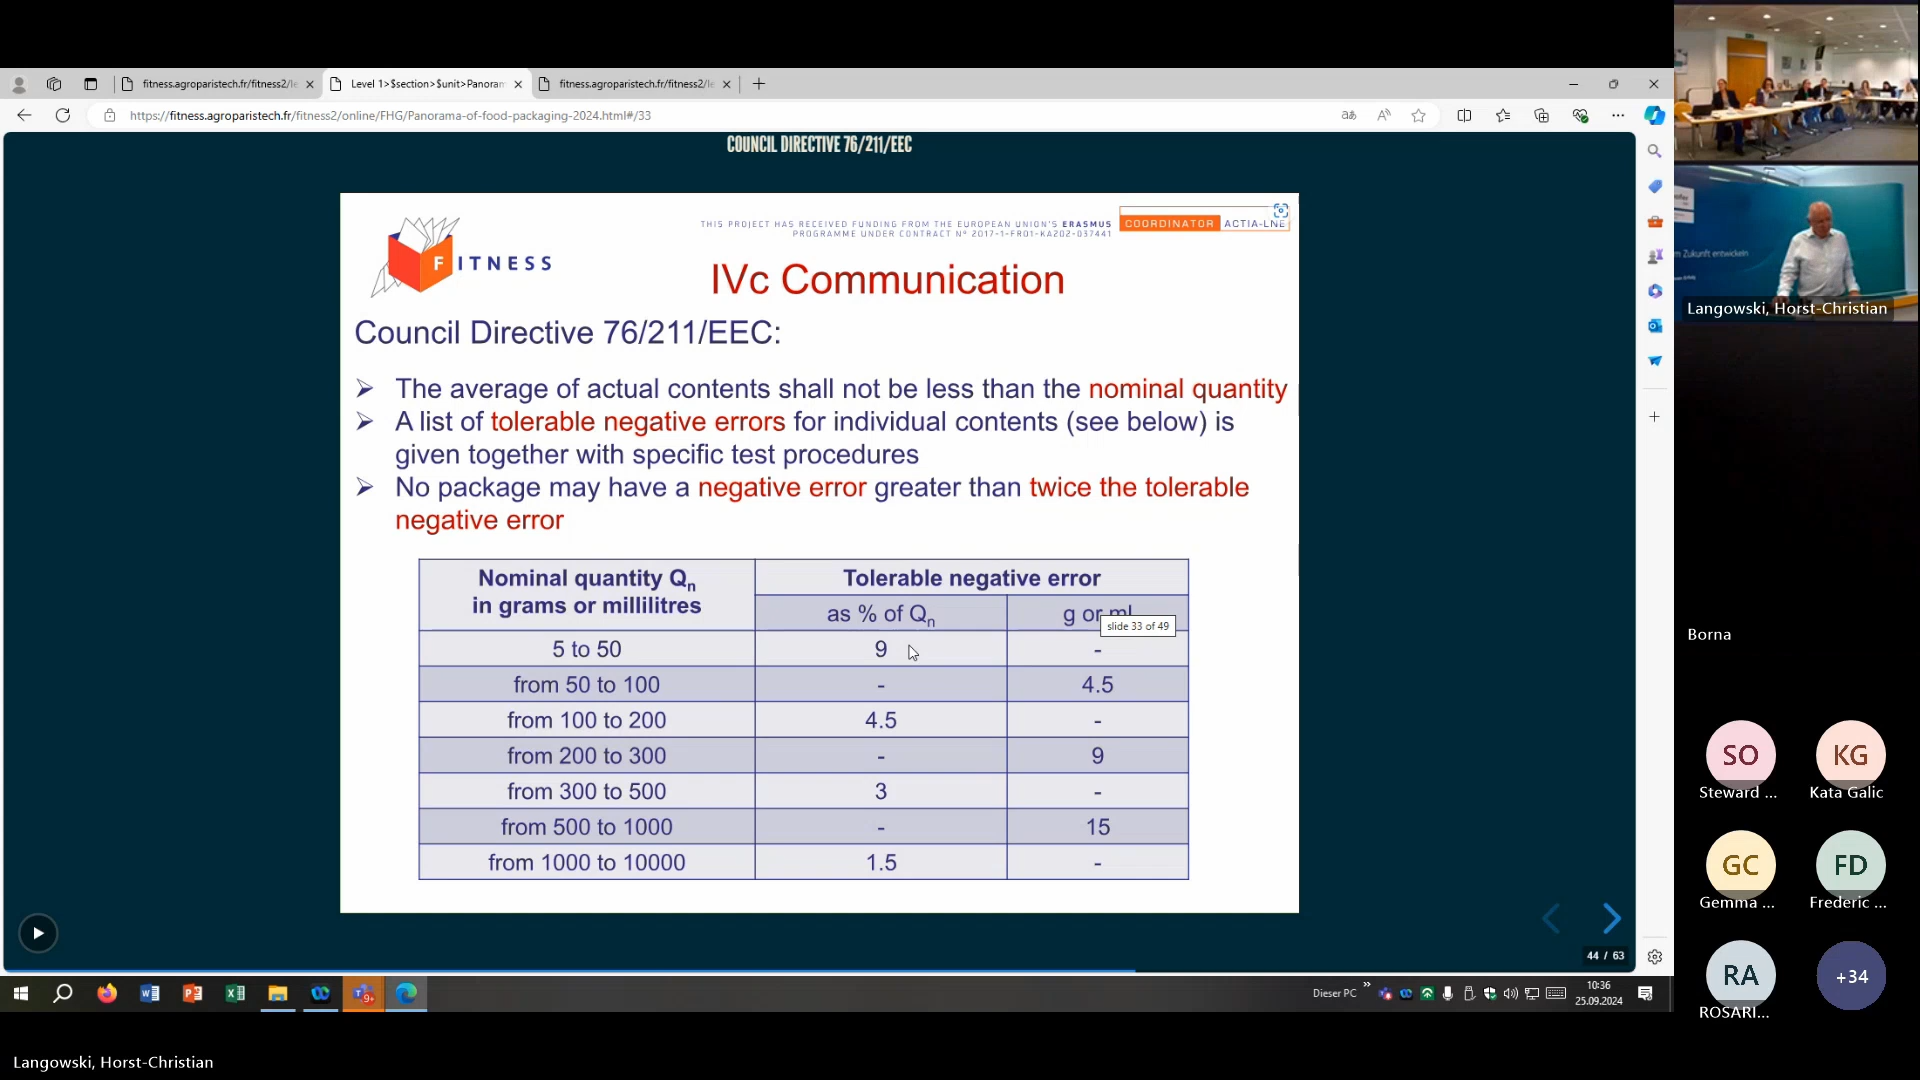 fitness.agroparistech.fr/fitness2/le
Level 1>$section>$unit>Panoram
fitness.agroparistech.fr/fitness2/le
https://fitness.agroparistech.fr/fitness2/online/FHG/Panorama-of-food-packaging-2024.html#/33
COUNCIL DIRECTIVE 76/211/EEC
THIS PROJECT HAS RECEIVED FUNDING FROM THE EUROPEAN UNION'S ERASMUS
PROGRAMME UNDER CONTRACT N° 2017-1-FR01-KA202-037441
COORDINATOR ACTIA-LNE
FITNESS
IVc Communication
Council Directive 76/211/EEC:
➢ The average of actual contents shall not be less than the nominal quantity
➢ A list of tolerable negative errors for individual contents (see below) is
given together with specific test procedures
➢ No package may have a negative error greater than twice the tolerable
negative error
Nominal quantity Qn
in grams or millilitres
Tolerable negative error
as % of Qn
g or ml
slide 33 of 49
5 to 50 9 -
from 50 to 100 - 4.5
from 100 to 200 4.5 -
from 200 to 300 - 9
from 300 to 500 3 -
from 500 to 1000 - 15
from 1000 to 10000 1.5 -
44 / 63
Dieser PC
10:36
25.09.2024
Zukunft entwickeln
Langowski, Horst-Christian
Borna
SO
Steward ...
KG
Kata Galic
GC
Gemma ...
FD
Frederic ...
RA
ROSARI...
+34
Langowski, Horst-Christian